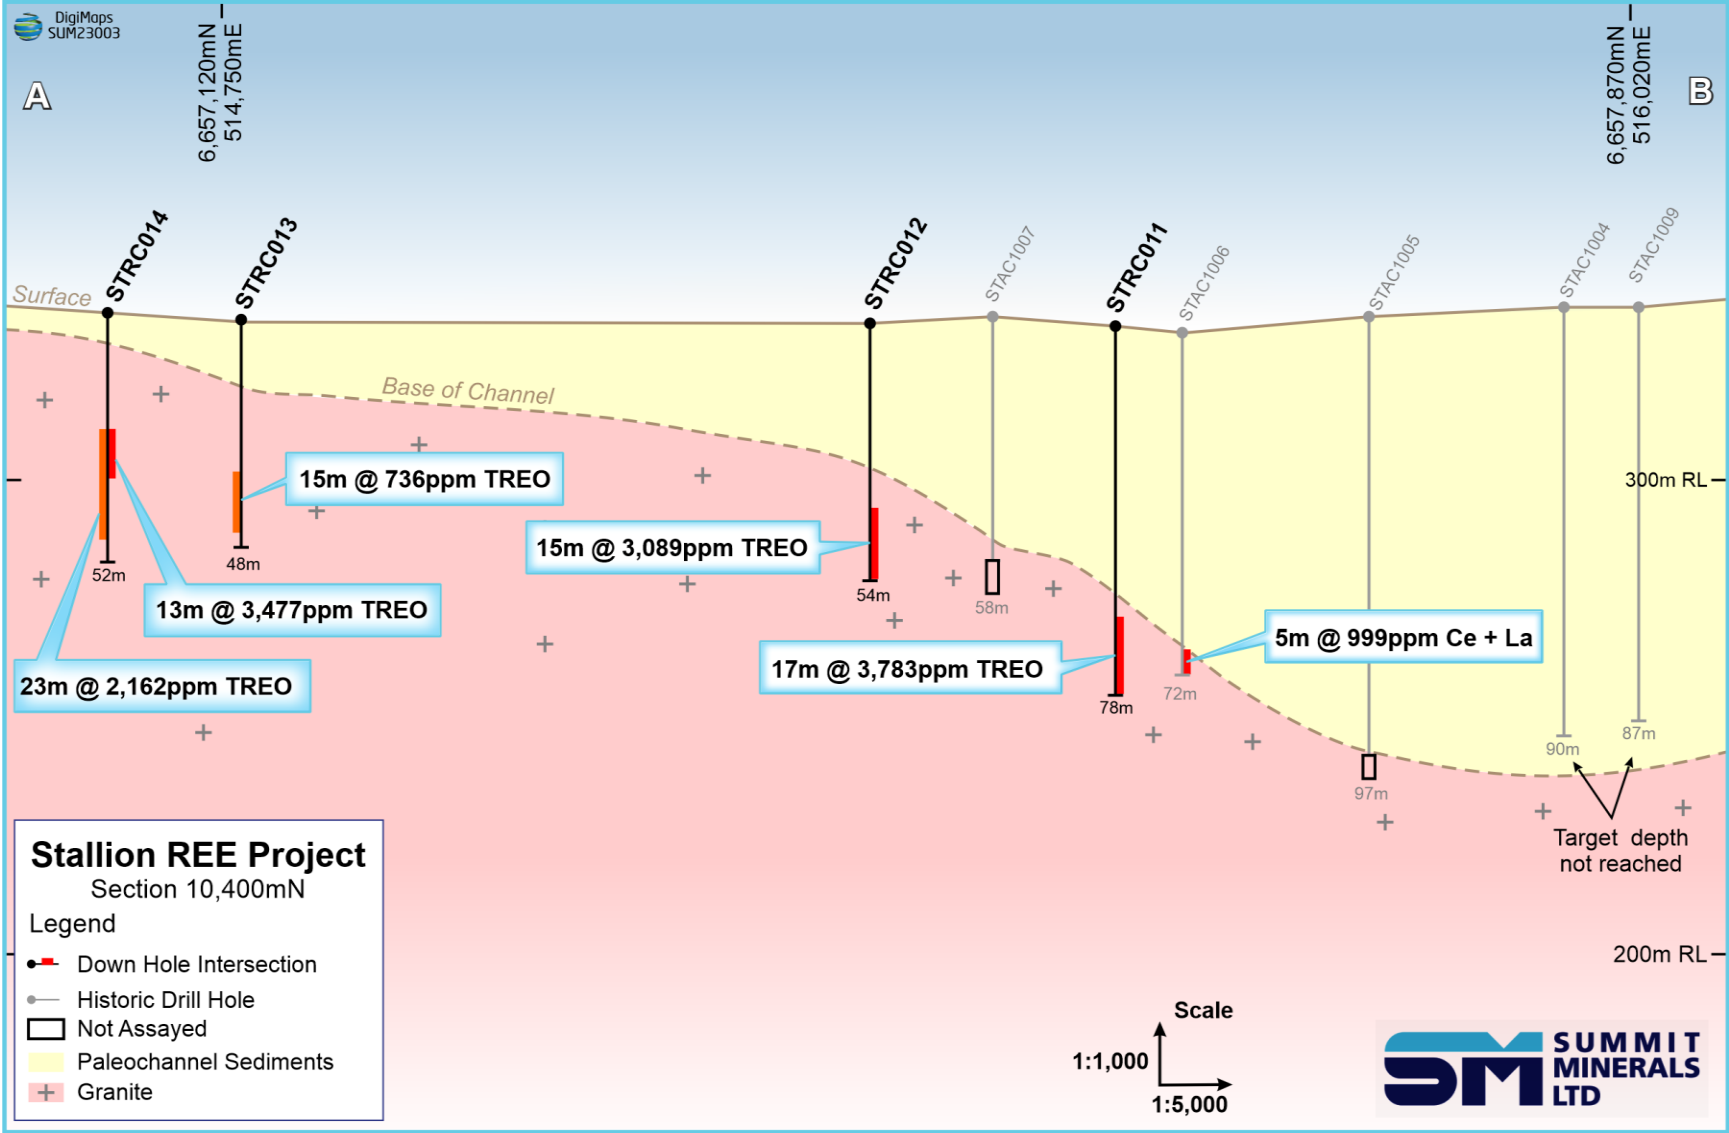 DigiMaps
SUM23003
6,657,120mN
514,750mE
6,657,870mN
516,020mE
A
B
STRC014
STRC013
STRC012
STAC1007
STRC011
STAC1006
STAC1005
STAC1004
STAC1009
Surface
Base of Channel
15m @ 736ppm TREO
300m RL
15m @ 3,089ppm TREO
48m
52m
54m
58m
13m @ 3,477ppm TREO
5m @ 999ppm Ce + La
17m @ 3,783ppm TREO
23m @ 2,162ppm TREO
72m
78m
87m
90m
97m
Target depth
not reached
Stallion REE Project
Section 10,400mN
Legend
Down Hole Intersection
Historic Drill Hole
Not Assayed
Paleochannel Sediments
Granite
200m RL
Scale
1:1,000
1:5,000
SM
SUMMIT
MINERALS
LTD